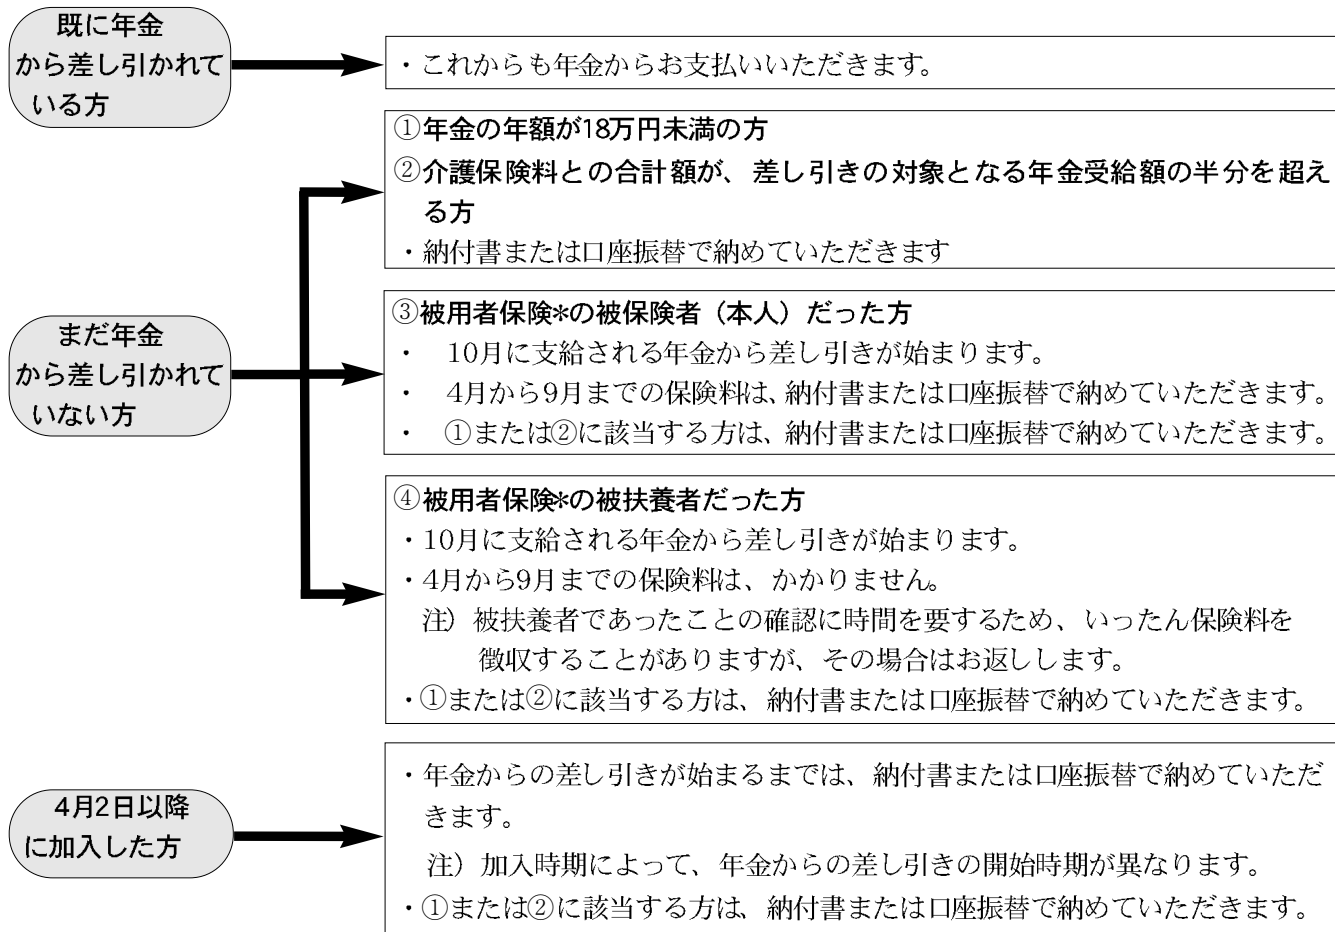 既に年金
から差し引かれて
いる方
・これからも年金からお支払いいただきます。
まだ年金
から差し引かれて
いない方
①年金の年額が18万円未満の方
②介護保険料との合計額が、差し引きの対象となる年金受給額の半分を超え
る方
・納付書または口座振替で納めていただきます
③被用者保険*の被保険者（本人）だった方
・　10月に支給される年金から差し引きが始まります。
・　4月から9月までの保険料は、納付書または口座振替で納めていただきます。
・　①または②に該当する方は、納付書または口座振替で納めていただきます。
④被用者保険*の被扶養者だった方
・10月に支給される年金から差し引きが始まります。
・4月から9月までの保険料は、かかりません。
注）被扶養者であったことの確認に時間を要するため、いったん保険料を
徴収することがありますが、その場合はお返しします。
・①または②に該当する方は、納付書または口座振替で納めていただきます。
4月2日以降
に加入した方
・年金からの差し引きが始まるまでは、納付書または口座振替で納めていただ
きます。
注）加入時期によって、年金からの差し引きの開始時期が異なります。
・①または②に該当する方は、納付書または口座振替で納めていただきます。